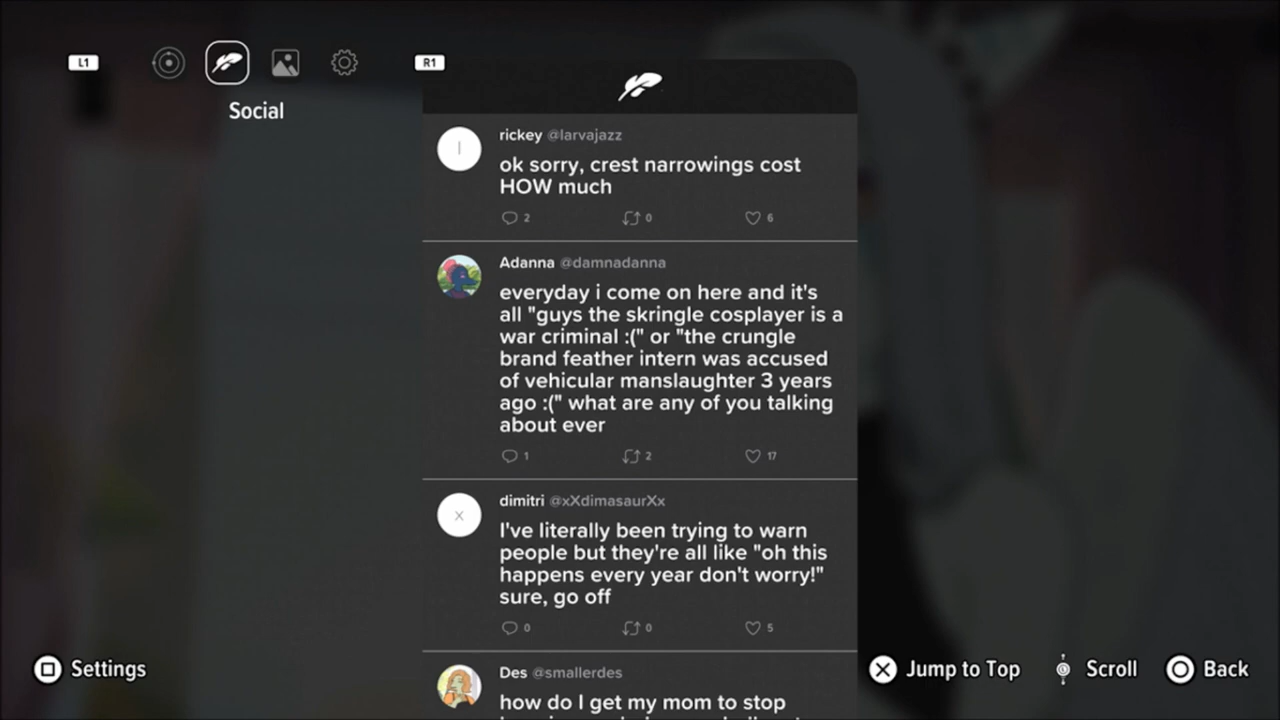 L1
R1
Social
rickey @larvajazz
ok sorry, crest narrowings cost
HOW much
2 0 6
Adanna @damnadanna
everyday i come on here and it's
all "guys the skringle cosplayer is a
war criminal :(" or "the crungle
brand feather intern was accused
of vehicular manslaughter 3 years
ago :(" what are any of you talking
about ever
1 2 17
dimitri @xXdimasaurXx
I've literally been trying to warn
people but they're all like "oh this
happens every year don't worry!"
sure, go off
0 0 5
Des @smallerdes
how do I get my mom to stop
Settings
Jump to Top
Scroll
Back